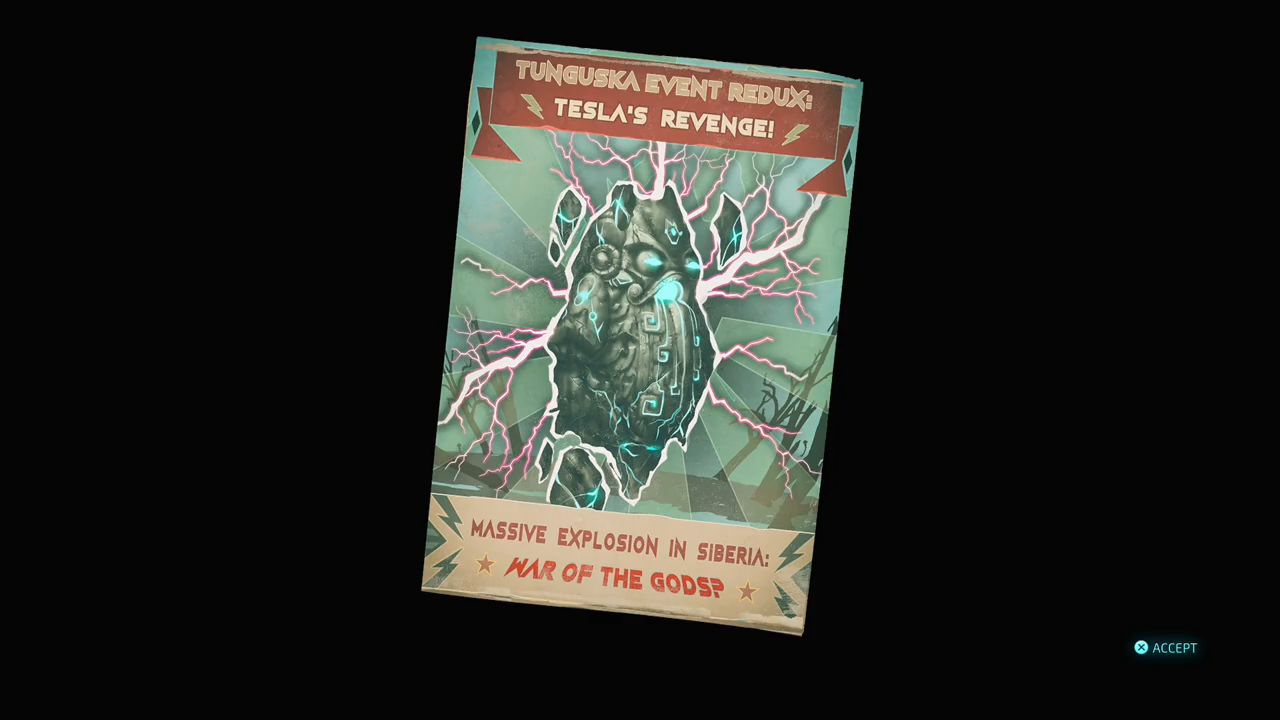 TUNGUSKA EVENT REDUX:
TESLA'S REVENGE!
MASSIVE EXPLOSION IN SIBERIA:
WAR OF THE GODS?
ACCEPT